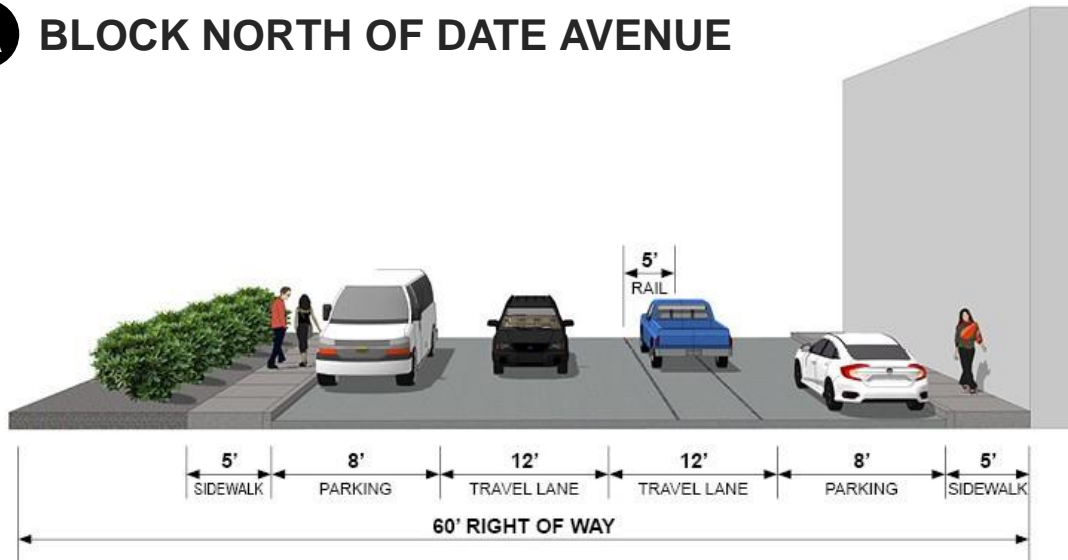 A BLOCK NORTH OF DATE AVENUE
5’
RAIL
5’ 8’ 12’ 12’ 8’ 5’
SIDEWALK PARKING TRAVEL LANE TRAVEL LANE PARKING SIDEWALK
60’ RIGHT OF WAY